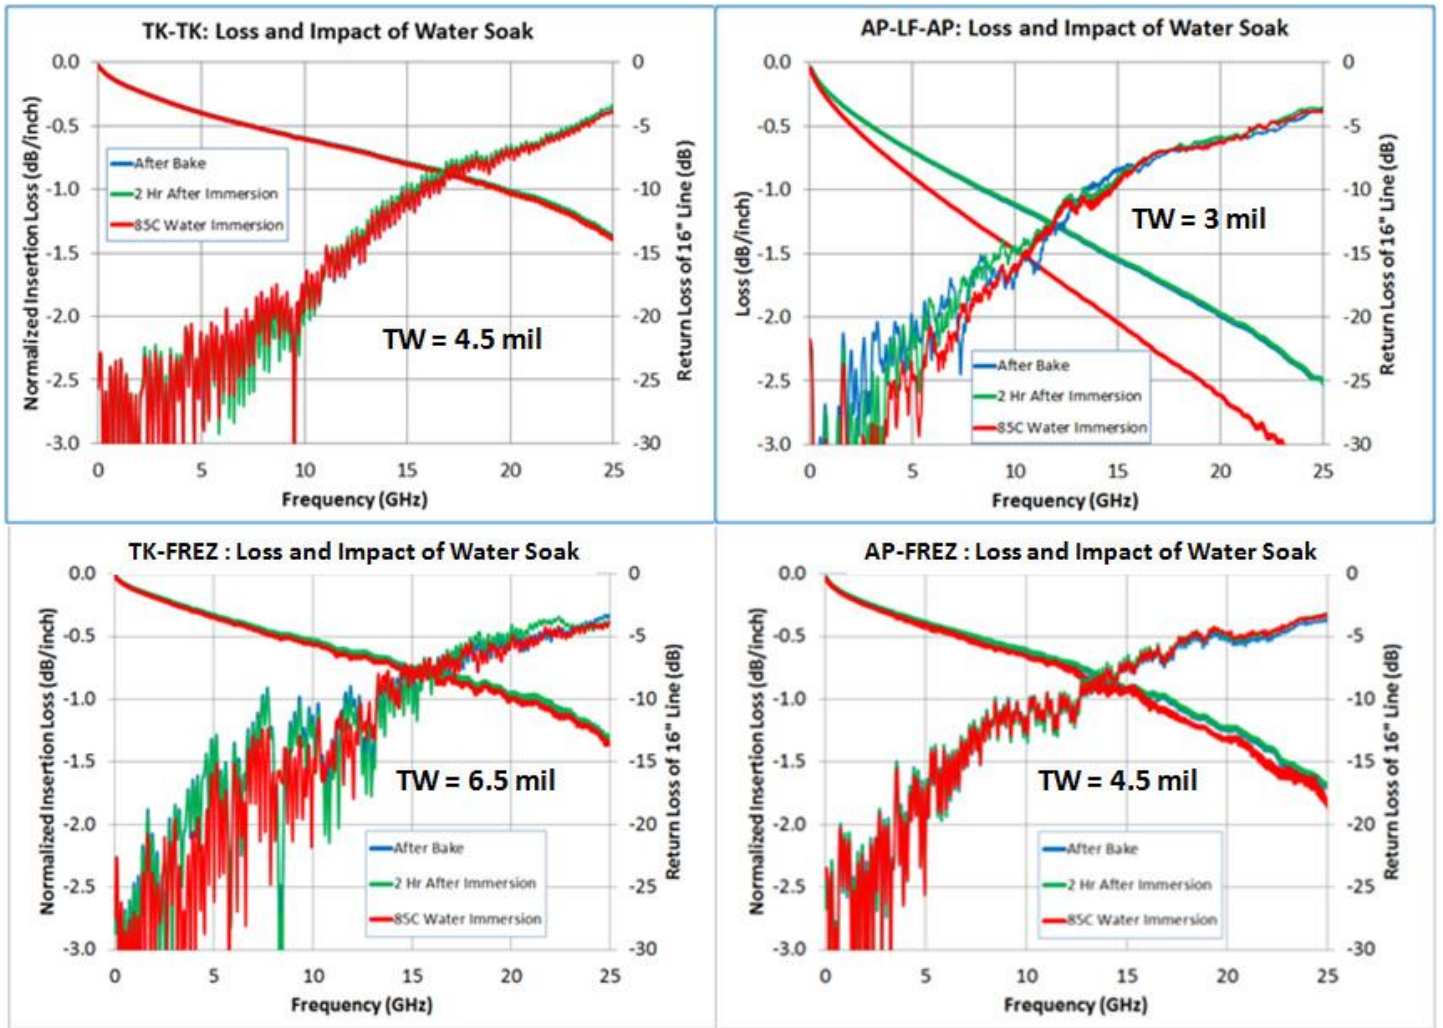 TK-TK: Loss and Impact of Water Soak
0.0
-0.5
-1.0
-1.5
-2.0
-2.5
-3.0
Normalized Insertion Loss (dB/inch)
After Bake
2 Hr After Immersion
85C Water Immersion
TW = 4.5 mil
0
-5
-10
-15
-20
-25
-30
Return Loss of 16" Line (dB)
0 5 10 15 20 25
Frequency (GHz)
AP-LF-AP: Loss and Impact of Water Soak
0.0
-0.5
-1.0
-1.5
-2.0
-2.5
-3.0
Loss (dB/inch)
TW = 3 mil
After Bake
2 Hr After Immersion
85C Water Immersion
0
-5
-10
-15
-20
-25
-30
Return Loss of 16" Line (dB)
0 5 10 15 20 25
Frequency (GHz)
TK-FREZ : Loss and Impact of Water Soak
0.0
-0.5
-1.0
-1.5
-2.0
-2.5
-3.0
Normalized Insertion Loss (dB/inch)
TW = 6.5 mil
After Bake
2 Hr After Immersion
85C Water Immersion
0
-5
-10
-15
-20
-25
-30
Return Loss of 16" Line (dB)
0 5 10 15 20 25
Frequency (GHz)
AP-FREZ : Loss and Impact of Water Soak
0.0
-0.5
-1.0
-1.5
-2.0
-2.5
-3.0
Normalized Insertion Loss (dB/inch)
TW = 4.5 mil
After Bake
2 Hr After Immersion
85C Water Immersion
0
-5
-10
-15
-20
-25
-30
Return Loss of 16" Line (dB)
0 5 10 15 20 25
Frequency (GHz)